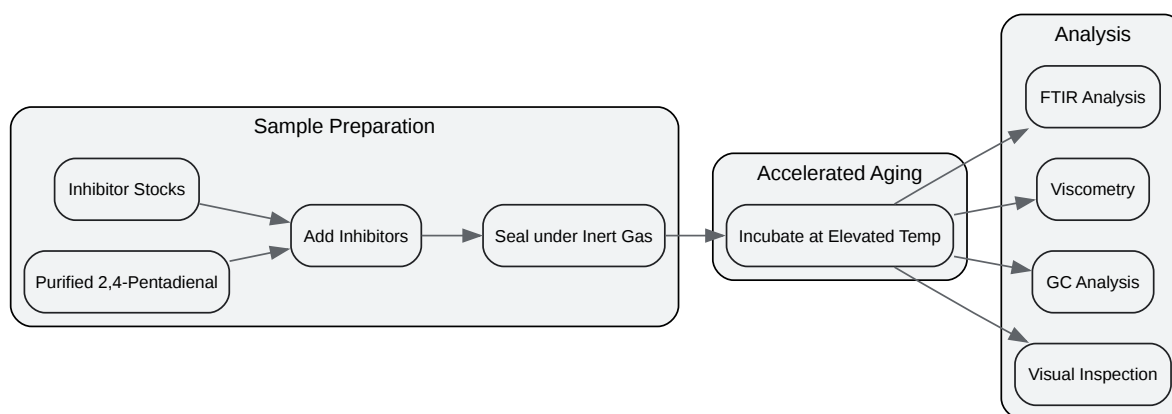 Sample Preparation
Inhibitor Stocks
Purified 2,4-Pentadienal
Add Inhibitors
Seal under Inert Gas
Accelerated Aging
Incubate at Elevated Temp
Analysis
FTIR Analysis
Viscometry
GC Analysis
Visual Inspection